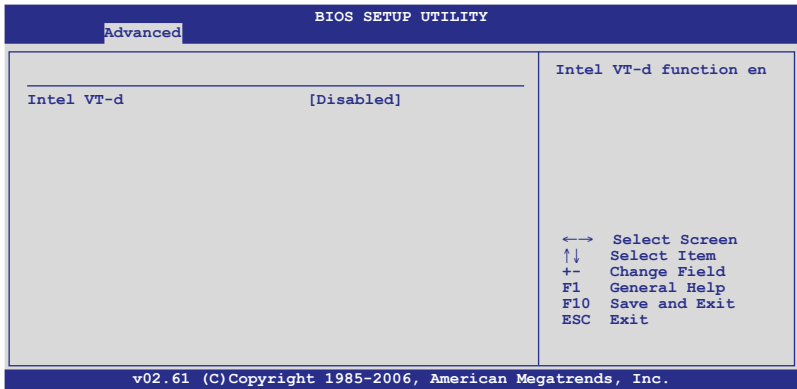 BIOS SETUP UTILITY
Advanced
Intel VT-d [Disabled]
Intel VT-d function en
←→ Select Screen
↑↓ Select Item
+- Change Field
F1 General Help
F10 Save and Exit
ESC Exit
v02.61 (C)Copyright 1985-2006, American Megatrends, Inc.